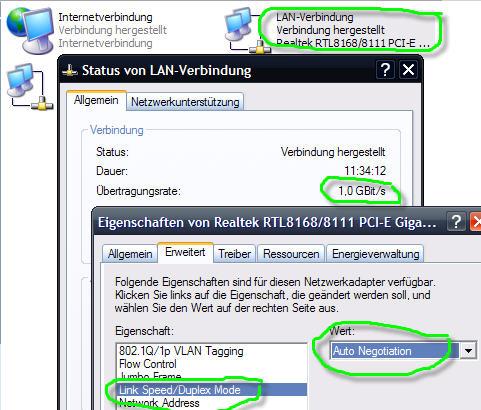 Internetverbindung
Verbindung hergestellt
Internetverbindung
LAN-Verbindung
Verbindung hergestellt
Realtek RTL8168/8111 PCI-E ...
Status von LAN-Verbindung
Allgemein
Netzwerkunterstützung
Verbindung
Status:
Verbindung hergestellt
Dauer:
11:34:12
Übertragungsrate:
1,0 GBit/s
Eigenschaften von Realtek RTL8168/8111 PCI-E Giga...
Allgemein
Erweitert
Treiber
Ressourcen
Energieverwaltung
Folgende Eigenschaften sind für diesen Netzwerkadapter verfügbar.
Klicken Sie links auf die Eigenschaft, die geändert werden soll, und
wählen Sie den Wert auf der rechten Seite aus.
Eigenschaft:
Wert:
802.1Q/1p VLAN Tagging
Flow Control
Jumbo Frame
Link Speed/Duplex Mode
Network Address
Auto Negotiation